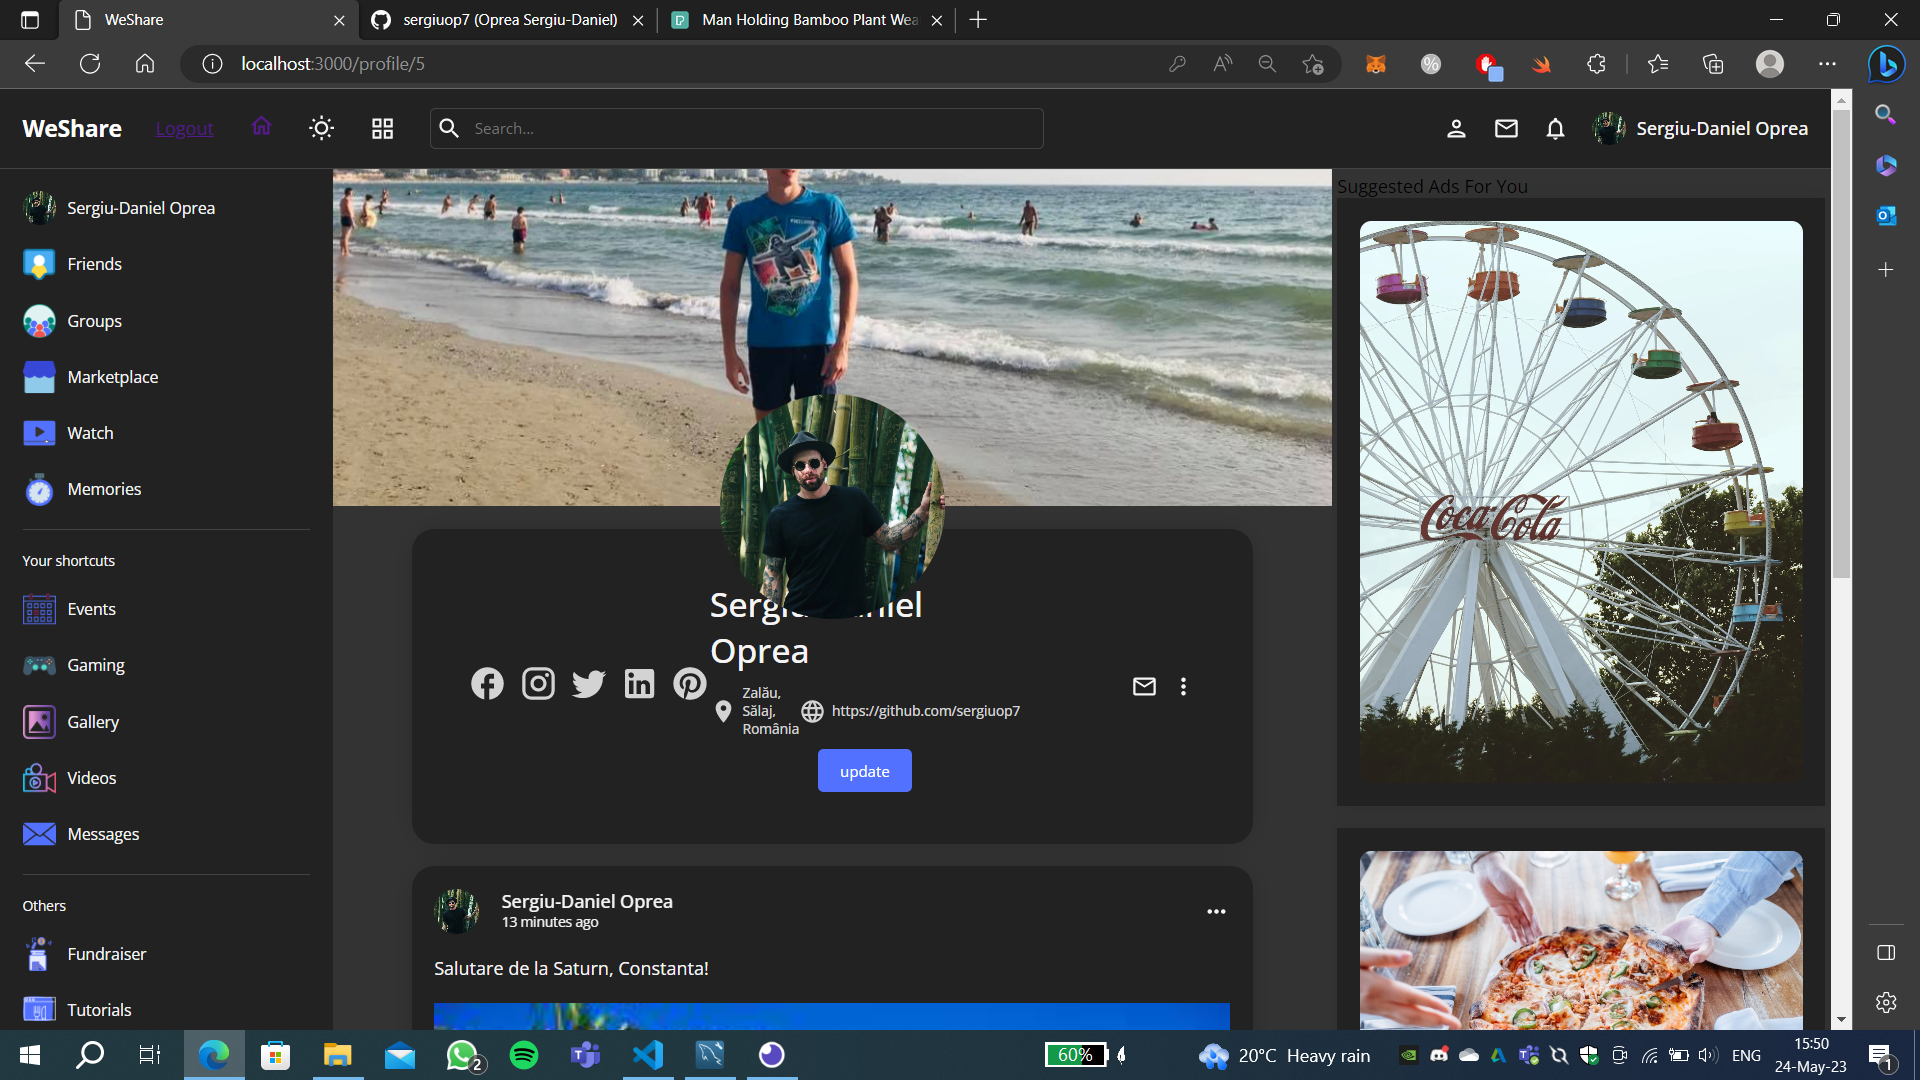 WeShare
sergiuop7 (Oprea Sergiu-Daniel)
Man Holding Bamboo Plant Wea
localhost:3000/profile/5
WeShare
Logout
Search...
Sergiu-Daniel Oprea
Sergiu-Daniel Oprea
Friends
Groups
Marketplace
Watch
Memories
Your shortcuts
Events
Gaming
Gallery
Videos
Messages
Others
Fundraiser
Tutorials
Oprea
Zalău,
Sălaj,
România
https://github.com/sergiuop7
update
Sergiu-Daniel Oprea
13 minutes ago
Salutare de la Saturn, Constanta!
Suggested Ads For You
Coca-Cola
2
60%
20°C Heavy rain
ENG
15:50
24-May-23
1